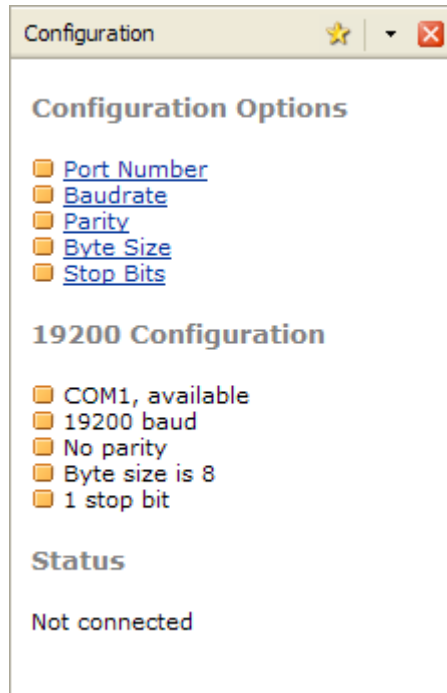 Configuration
Configuration Options
Port Number
Baudrate
Parity
Byte Size
Stop Bits
19200 Configuration
COM1, available
19200 baud
No parity
Byte size is 8
1 stop bit
Status
Not connected